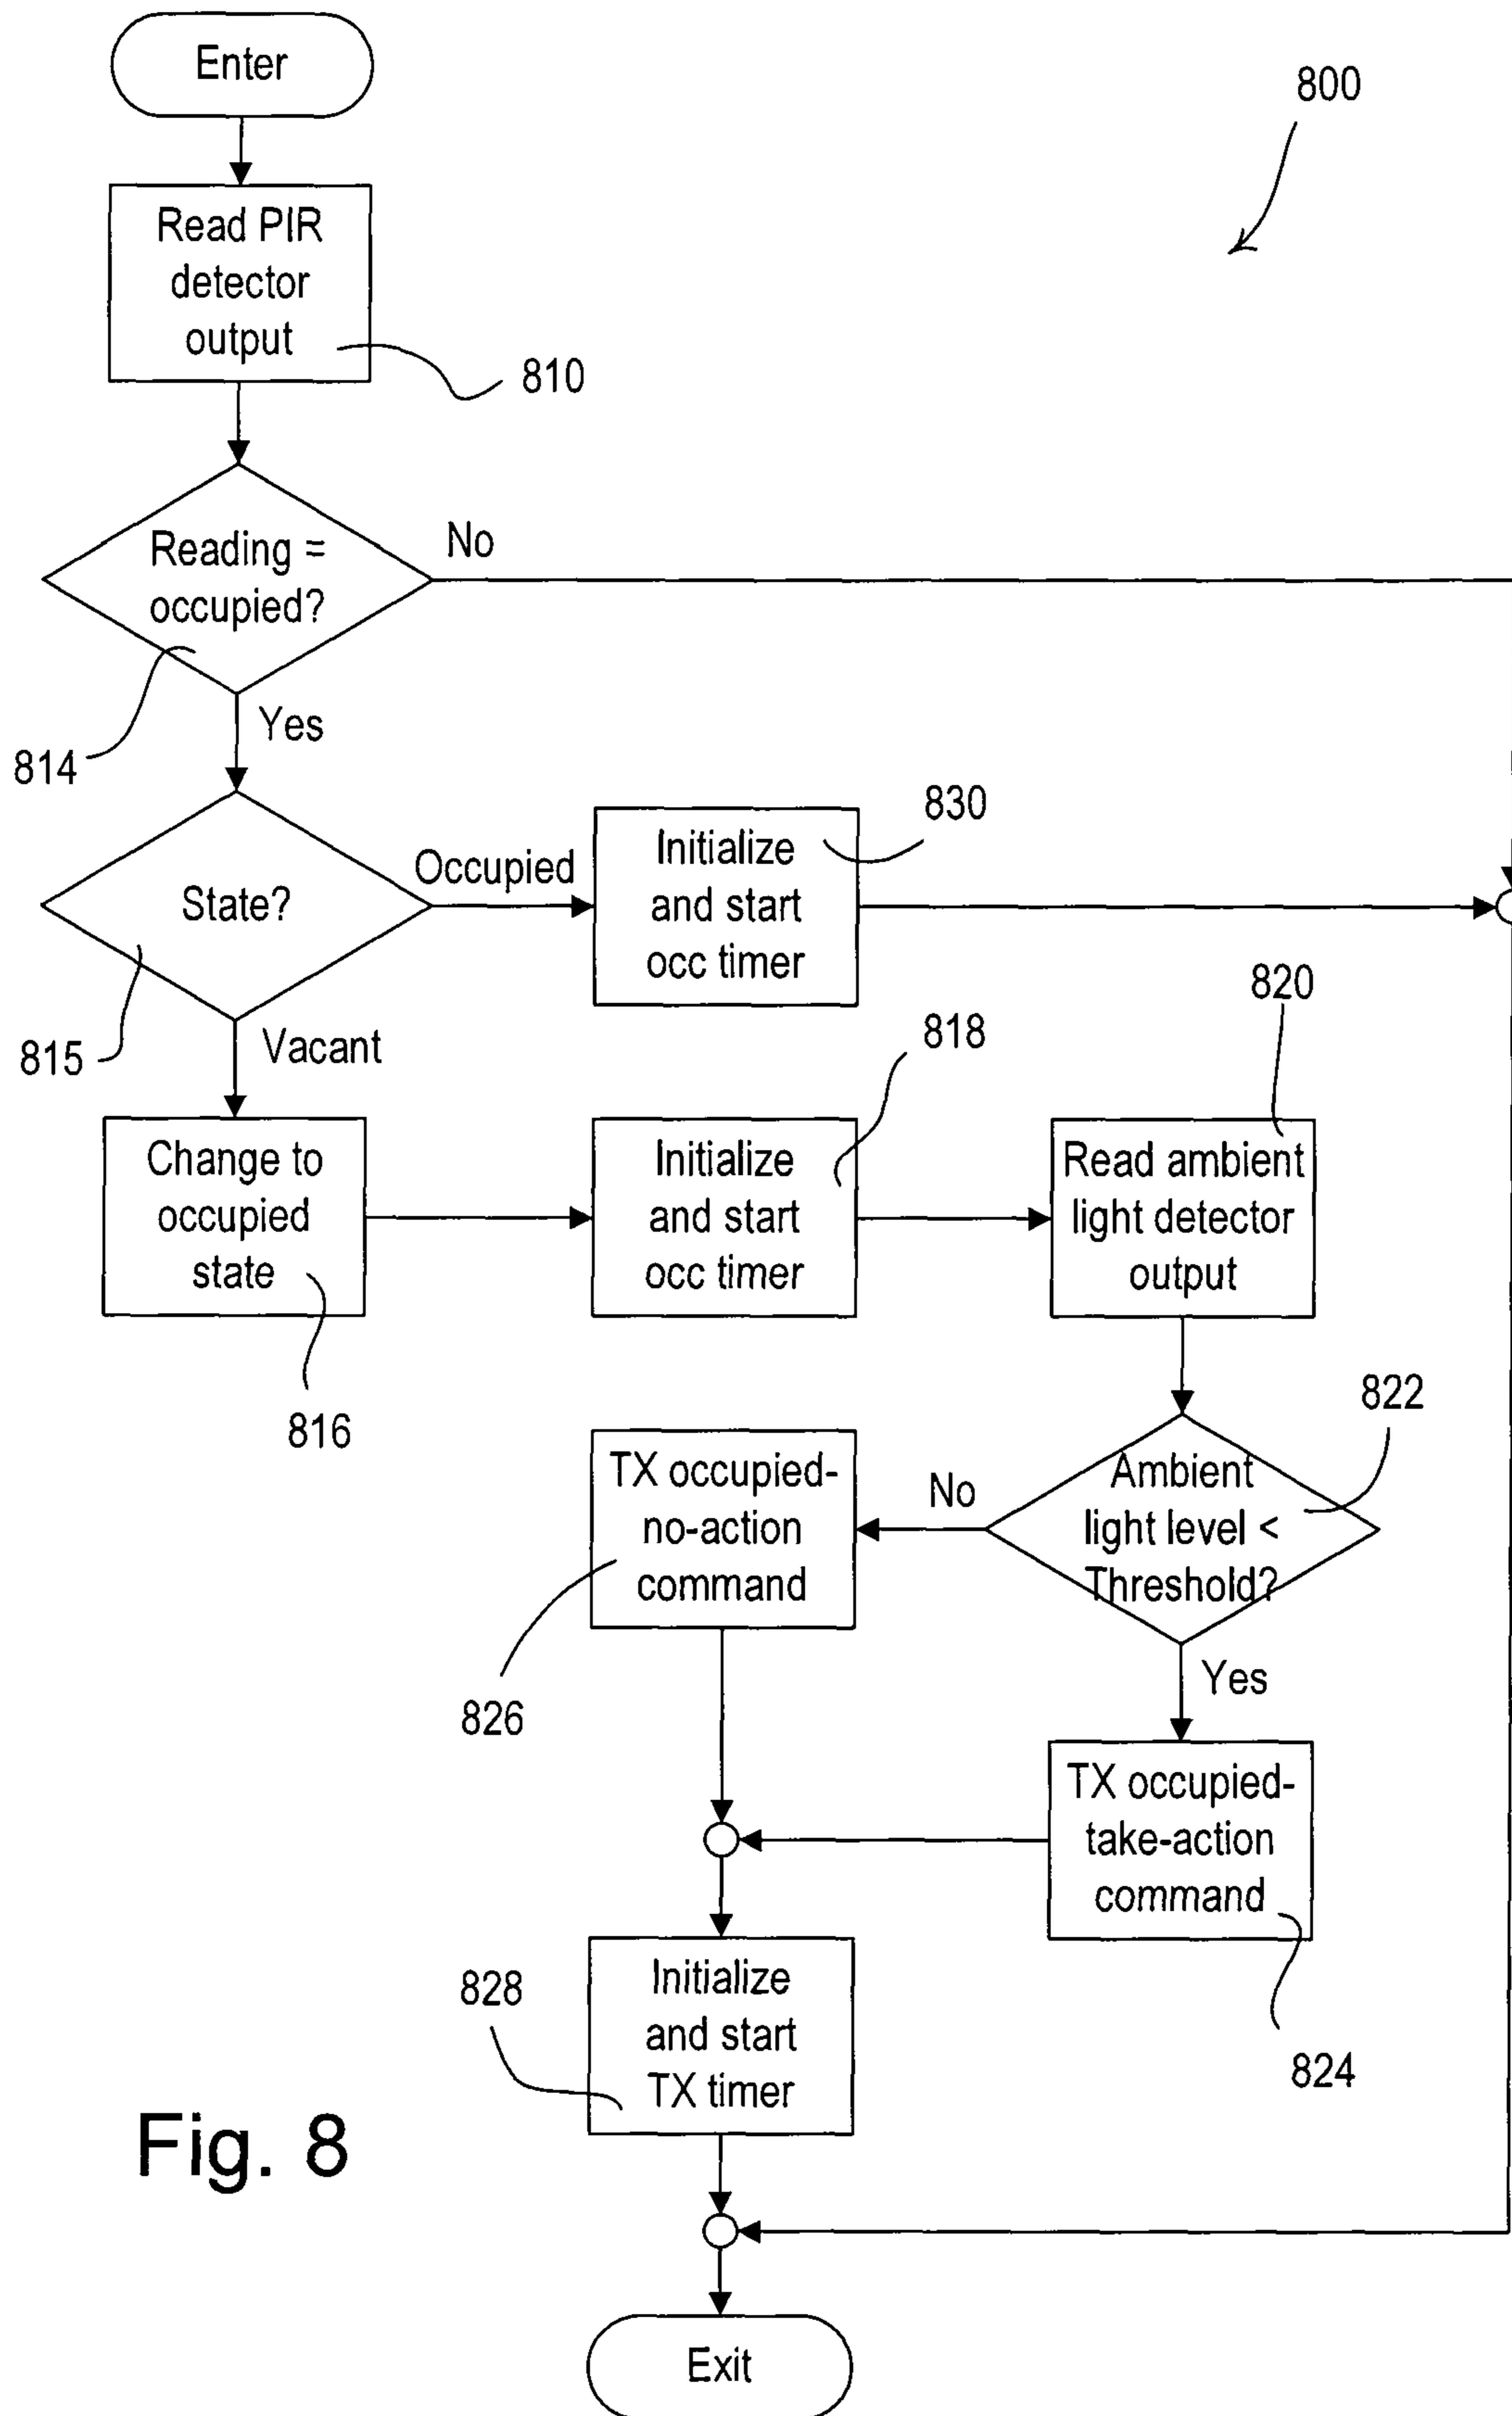 Enter
800
Read PIR
detector
output
810
Reading =
occupied?
No
814
Yes
State?
Occupied
815
Vacant
Initialize
and start
occ timer
830
Change to
occupied
state
816
Initialize
and start
occ timer
818
820
Read ambient
light detector
output
822
Ambient
light level <
Threshold?
No
Yes
TX occupied-
no-action
command
826
TX occupied-
take-action
command
824
828
Initialize
and start
TX timer
Fig. 8
Exit